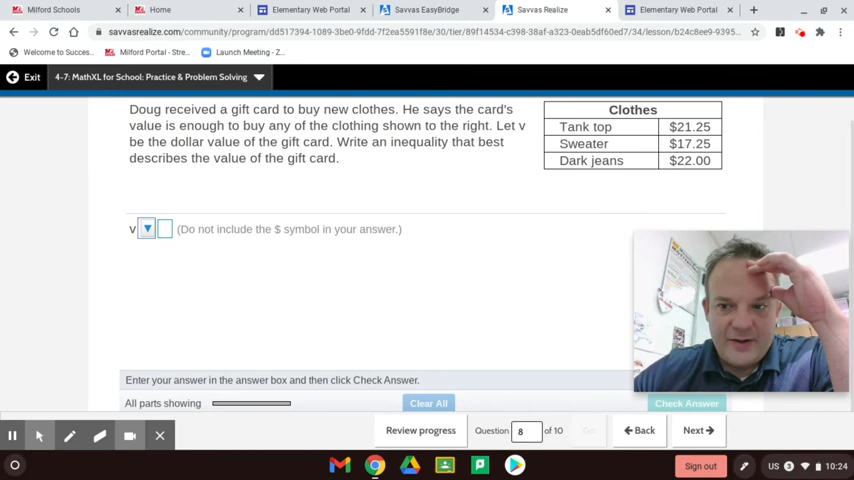 Milford Schools
Home
Elementary Web Portal
Savvas EasyBridge
Savvas Realize
Elementary Web Portal
savvasrealize.com/community/program/dd517394-1089-3be0-9fdd-7f2ea5591f8e/30/tier/89f14534-c398-38af-a323-0eab5df60ed7/34/lesson/b24c8ee9-9395...
Welcome to Succes...
Milford Portal - Stre...
Launch Meeting - Z...
Exit
4-7: MathXL for School: Practice & Problem Solving
Doug received a gift card to buy new clothes. He says the card's
value is enough to buy any of the clothing shown to the right. Let v
be the dollar value of the gift card. Write an inequality that best
describes the value of the gift card.
Clothes
Tank top $21.25
Sweater $17.25
Dark jeans $22.00
v (Do not include the $ symbol in your answer.)
Enter your answer in the answer box and then click Check Answer.
All parts showing
Clear All
Check Answer
Review progress
Question 8 of 10
Go
Back
Next
Sign out
US 3 10:24